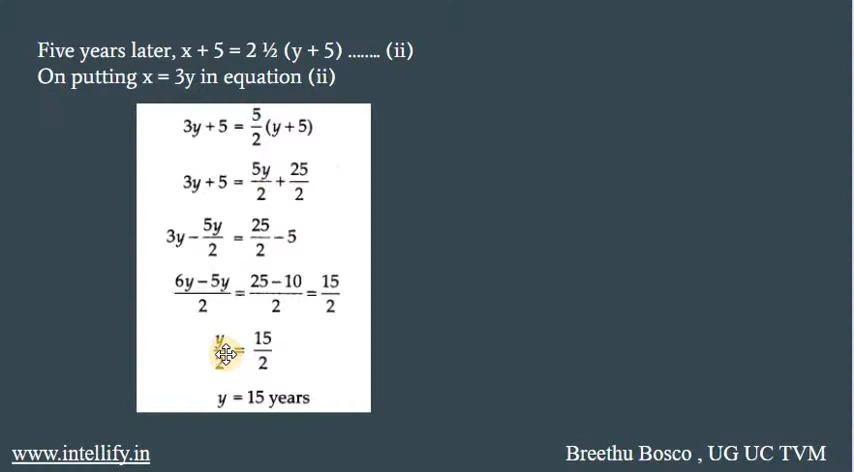 Five years later, x + 5 = 2 ½ (y + 5) ........ (ii)
On putting x = 3y in equation (ii)
3y + 5 = 5/2 (y + 5)
3y + 5 = 5y/2 + 25/2
3y − 5y/2 = 25/2 − 5
6y − 5y/2 = 25 − 10/2 = 15/2
y/2 = 15/2
y = 15 years
www.intellify.in
Breethu Bosco , UG UC TVM